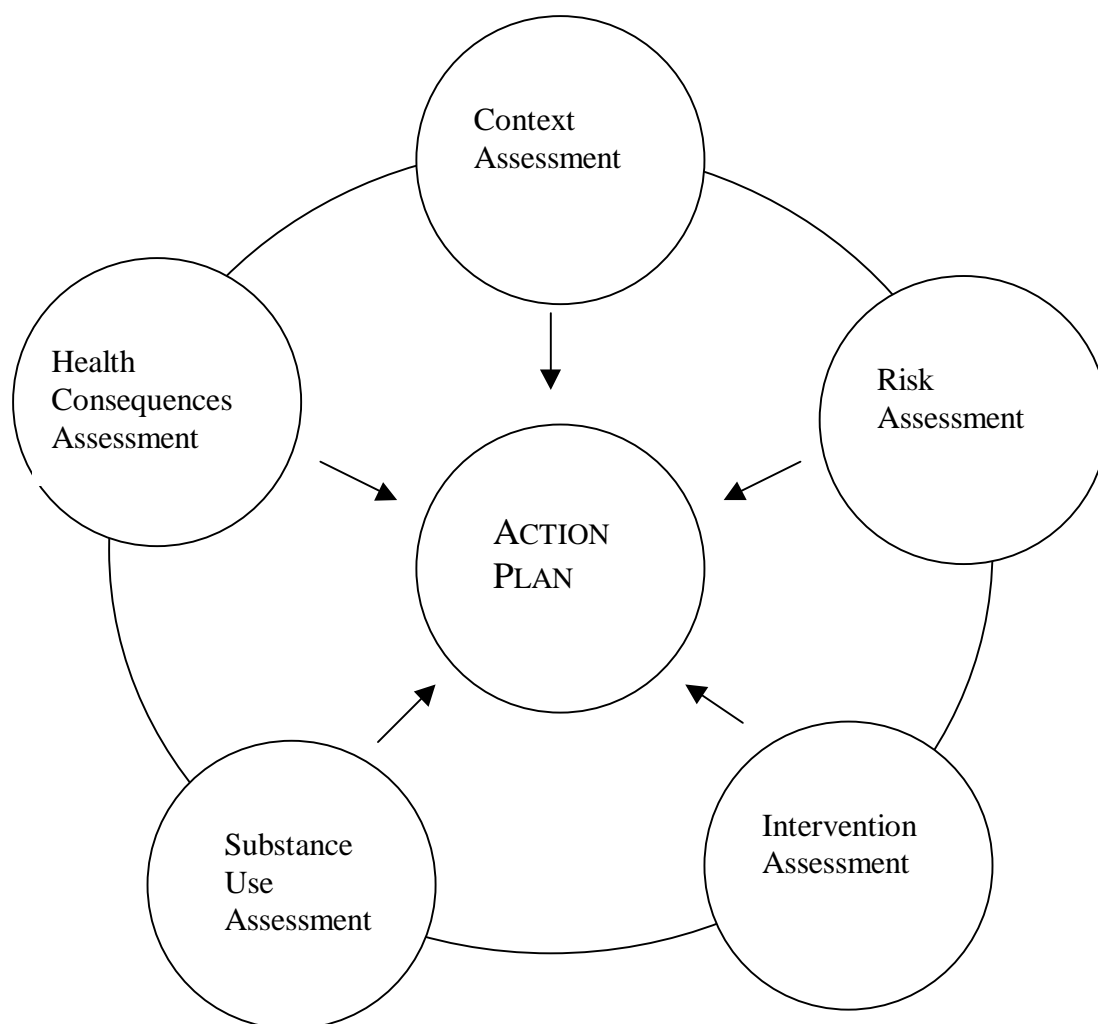 Context
Assessment
Health
Consequences
Assessment
Risk
Assessment
ACTION
PLAN
Substance
Use
Assessment
Intervention
Assessment